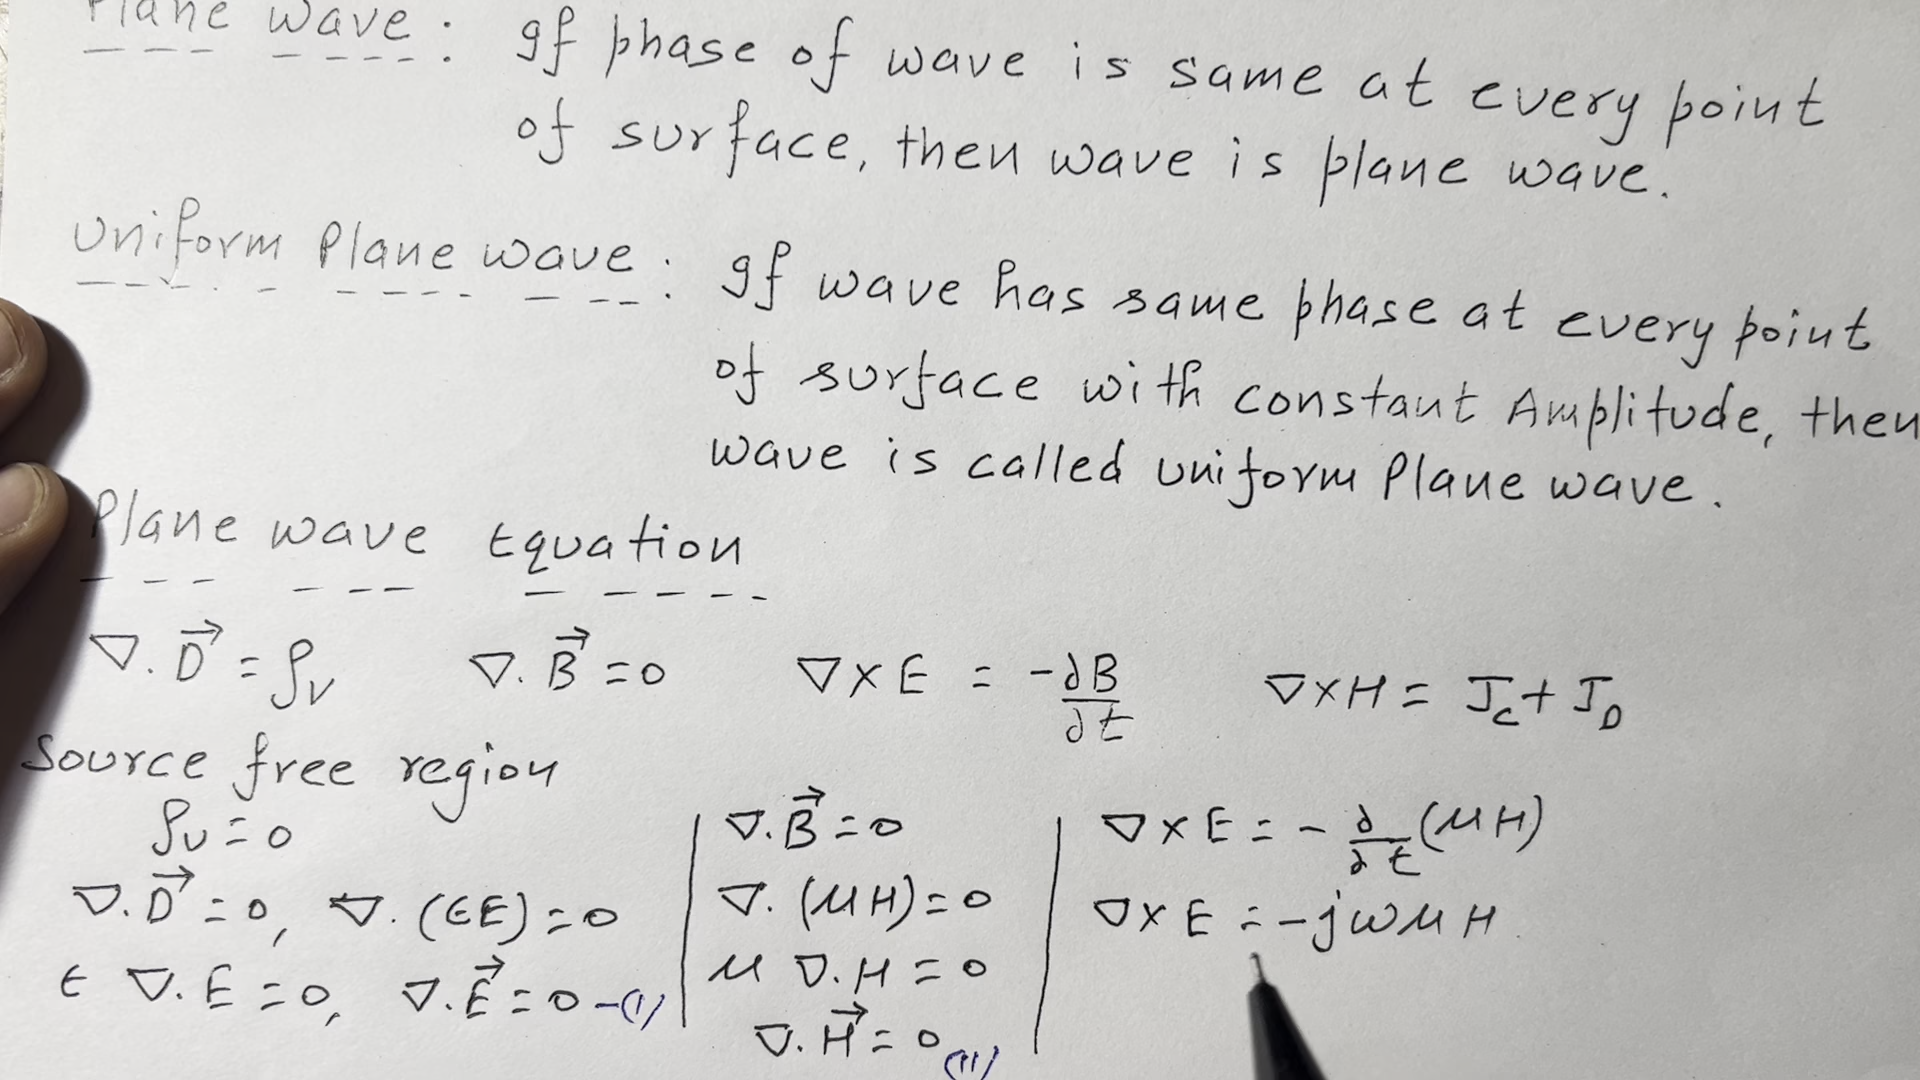 Plane wave : If phase of wave is same at every point
of surface, then wave is plane wave.
Uniform Plane wave : If wave has same phase at every point
of surface with constant Amplitude, then
wave is called uniform Plane wave.
Plane wave Equation
∇.D⃗ = ρv ∇.B⃗ = 0 ∇×E = -∂B/∂t ∇×H = Jc + JD
Source free region
ρv = 0
∇.D⃗ = 0, ∇.(ϵE) = 0
ϵ ∇.E = 0, ∇.E⃗ = 0 -(I)
∇.B⃗ = 0
∇.(μH) = 0
μ ∇.H = 0
∇.H⃗ = 0 (II)
∇×E = - ∂/∂t (μH)
∇×E = -jωμH